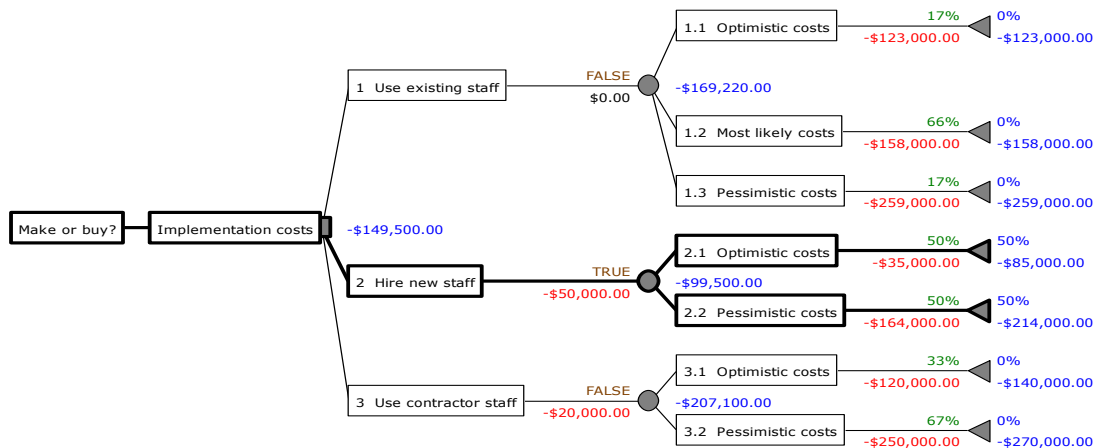 17%
0%
1.1 Optimistic costs
-$123,000.00
-$123,000.00
1 Use existing staff
FALSE
$0.00
-$169,220.00
66%
0%
1.2 Most likely costs
-$158,000.00
-$158,000.00
17%
0%
1.3 Pessimistic costs
-$259,000.00
-$259,000.00
Make or buy?
Implementation costs
-$149,500.00
50%
50%
2.1 Optimistic costs
-$35,000.00
-$85,000.00
2 Hire new staff
TRUE
-$50,000.00
-$99,500.00
50%
50%
2.2 Pessimistic costs
-$164,000.00
-$214,000.00
33%
0%
3.1 Optimistic costs
-$120,000.00
-$140,000.00
3 Use contractor staff
FALSE
-$20,000.00
-$207,100.00
67%
0%
3.2 Pessimistic costs
-$250,000.00
-$270,000.00